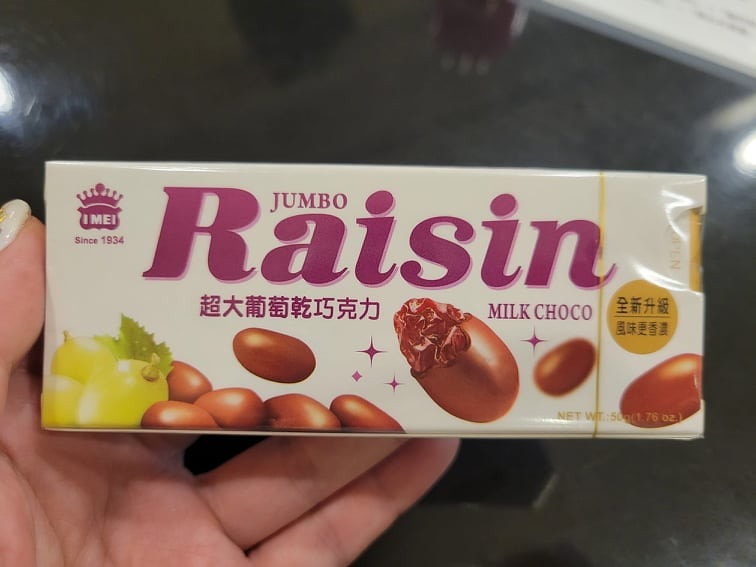 I MEI
Since 1934
JUMBO
Raisin
超大葡萄乾巧克力
MILK CHOCO
OPEN
全新升級
風味更香濃
NET WT.:50g(1.76 oz.)